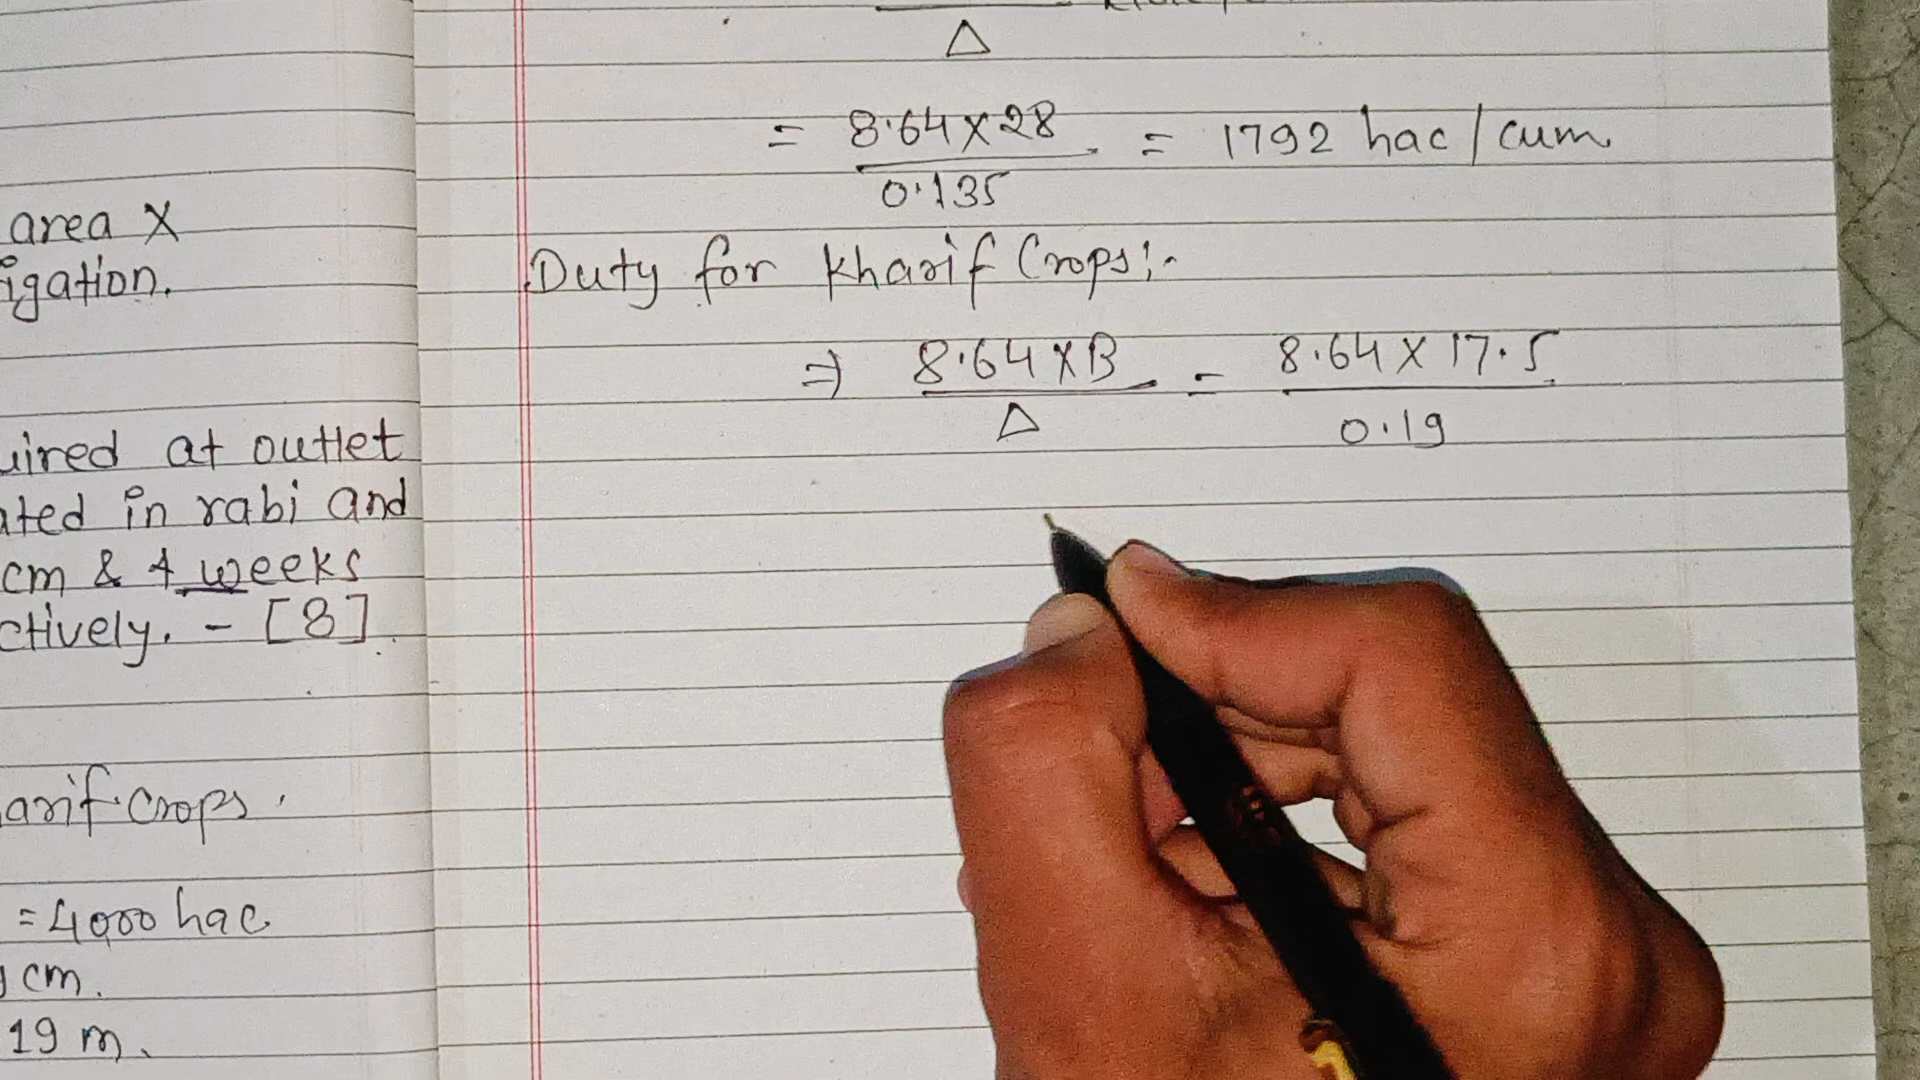 area X
igation.
uired at outlet
ated in rabi and
cm & 4 weeks
ctively. - [8].
arif Crops.
= 4000 hac
cm.
19 m.
Δ
= 8.64 X 28 / 0.135 = 1792 hac / cum
Duty for Kharif Crops:-
⇒ 8.64 X B / Δ = 8.64 X 17.5 / 0.19